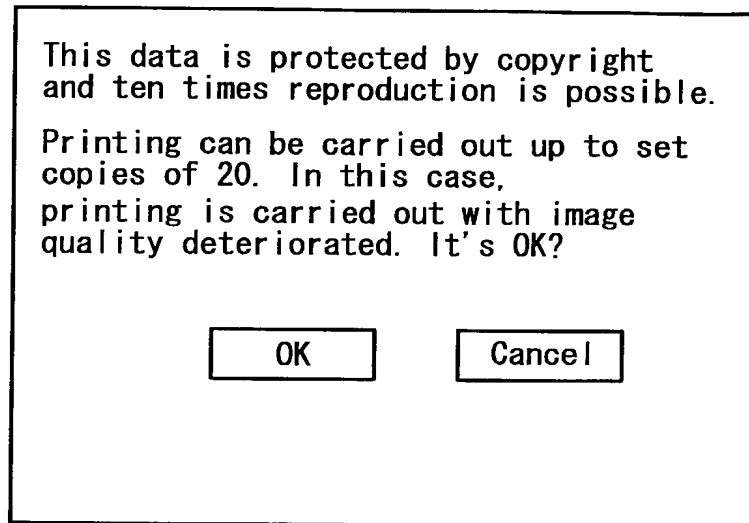 This data is protected by copyright
and ten times reproduction is possible.
Printing can be carried out up to set
copies of 20. In this case,
printing is carried out with image
quality deteriorated. It's OK?
OK Cancel